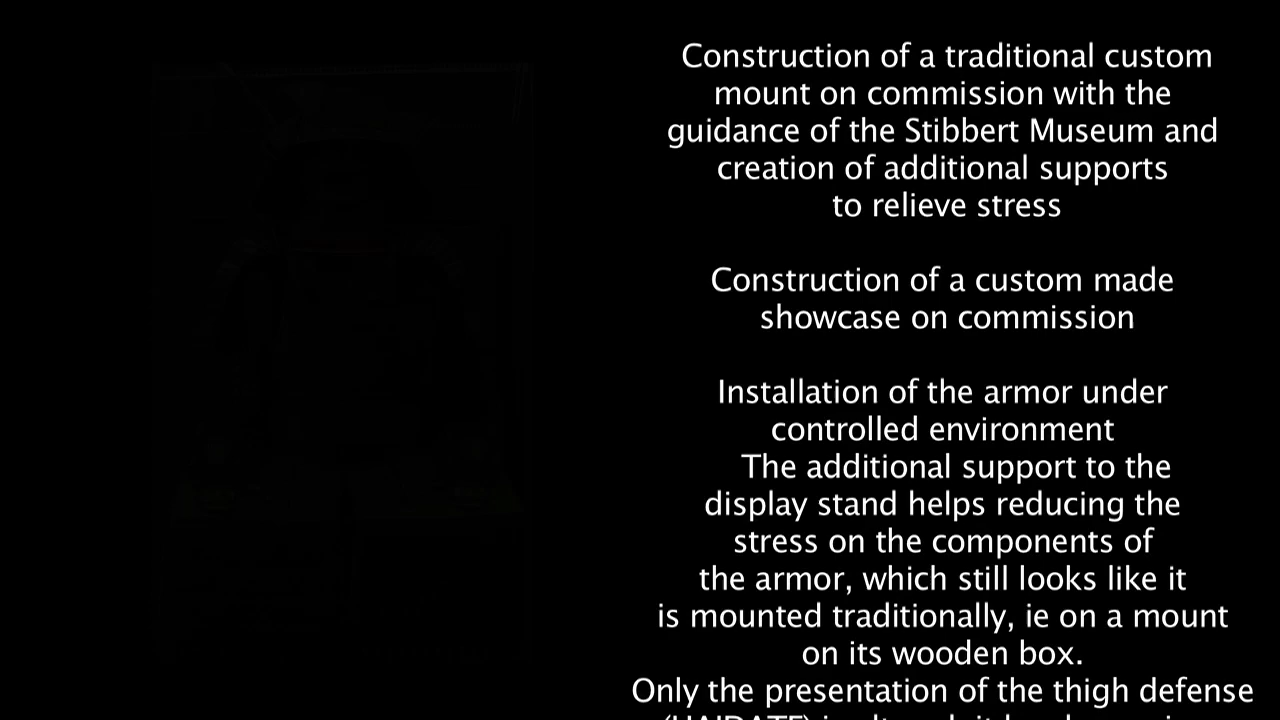 Construction of a traditional custom
mount on commission with the
guidance of the Stibbert Museum and
creation of additional supports
to relieve stress
Construction of a custom made
showcase on commission
Installation of the armor under
controlled environment
The additional support to the
display stand helps reducing the
stress on the components of
the armor, which still looks like it
is mounted traditionally, ie on a mount
on its wooden box.
Only the presentation of the thigh defense